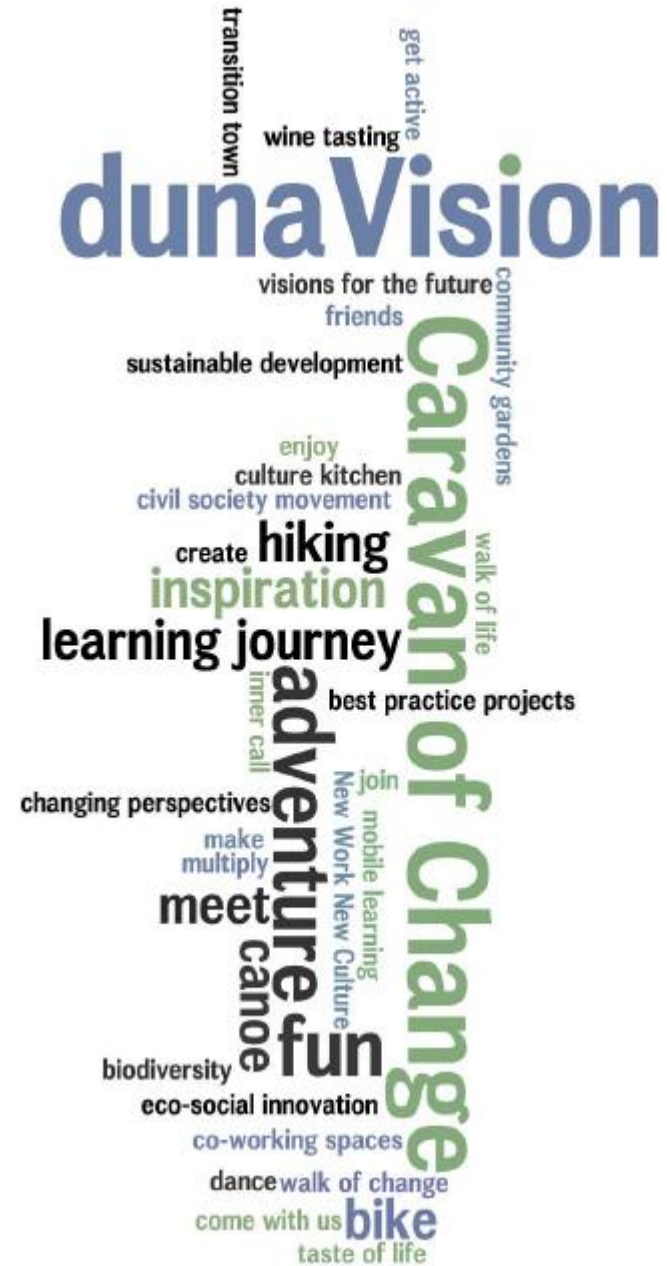 transition town
get active
wine tasting
dunaVision
visions for the future
community gardens
friends
Caravan of Change
sustainable development
enjoy
culture kitchen
civil society movement
hiking
create
walk of life
inspiration
learning journey
adventure
inner call
best practice projects
join
New Work New Culture
changing perspectives
mobile learning
make
multiply
meet
canoe
fun
biodiversity
eco-social innovation
co-working spaces
dance
walk of change
come with us
bike
taste of life